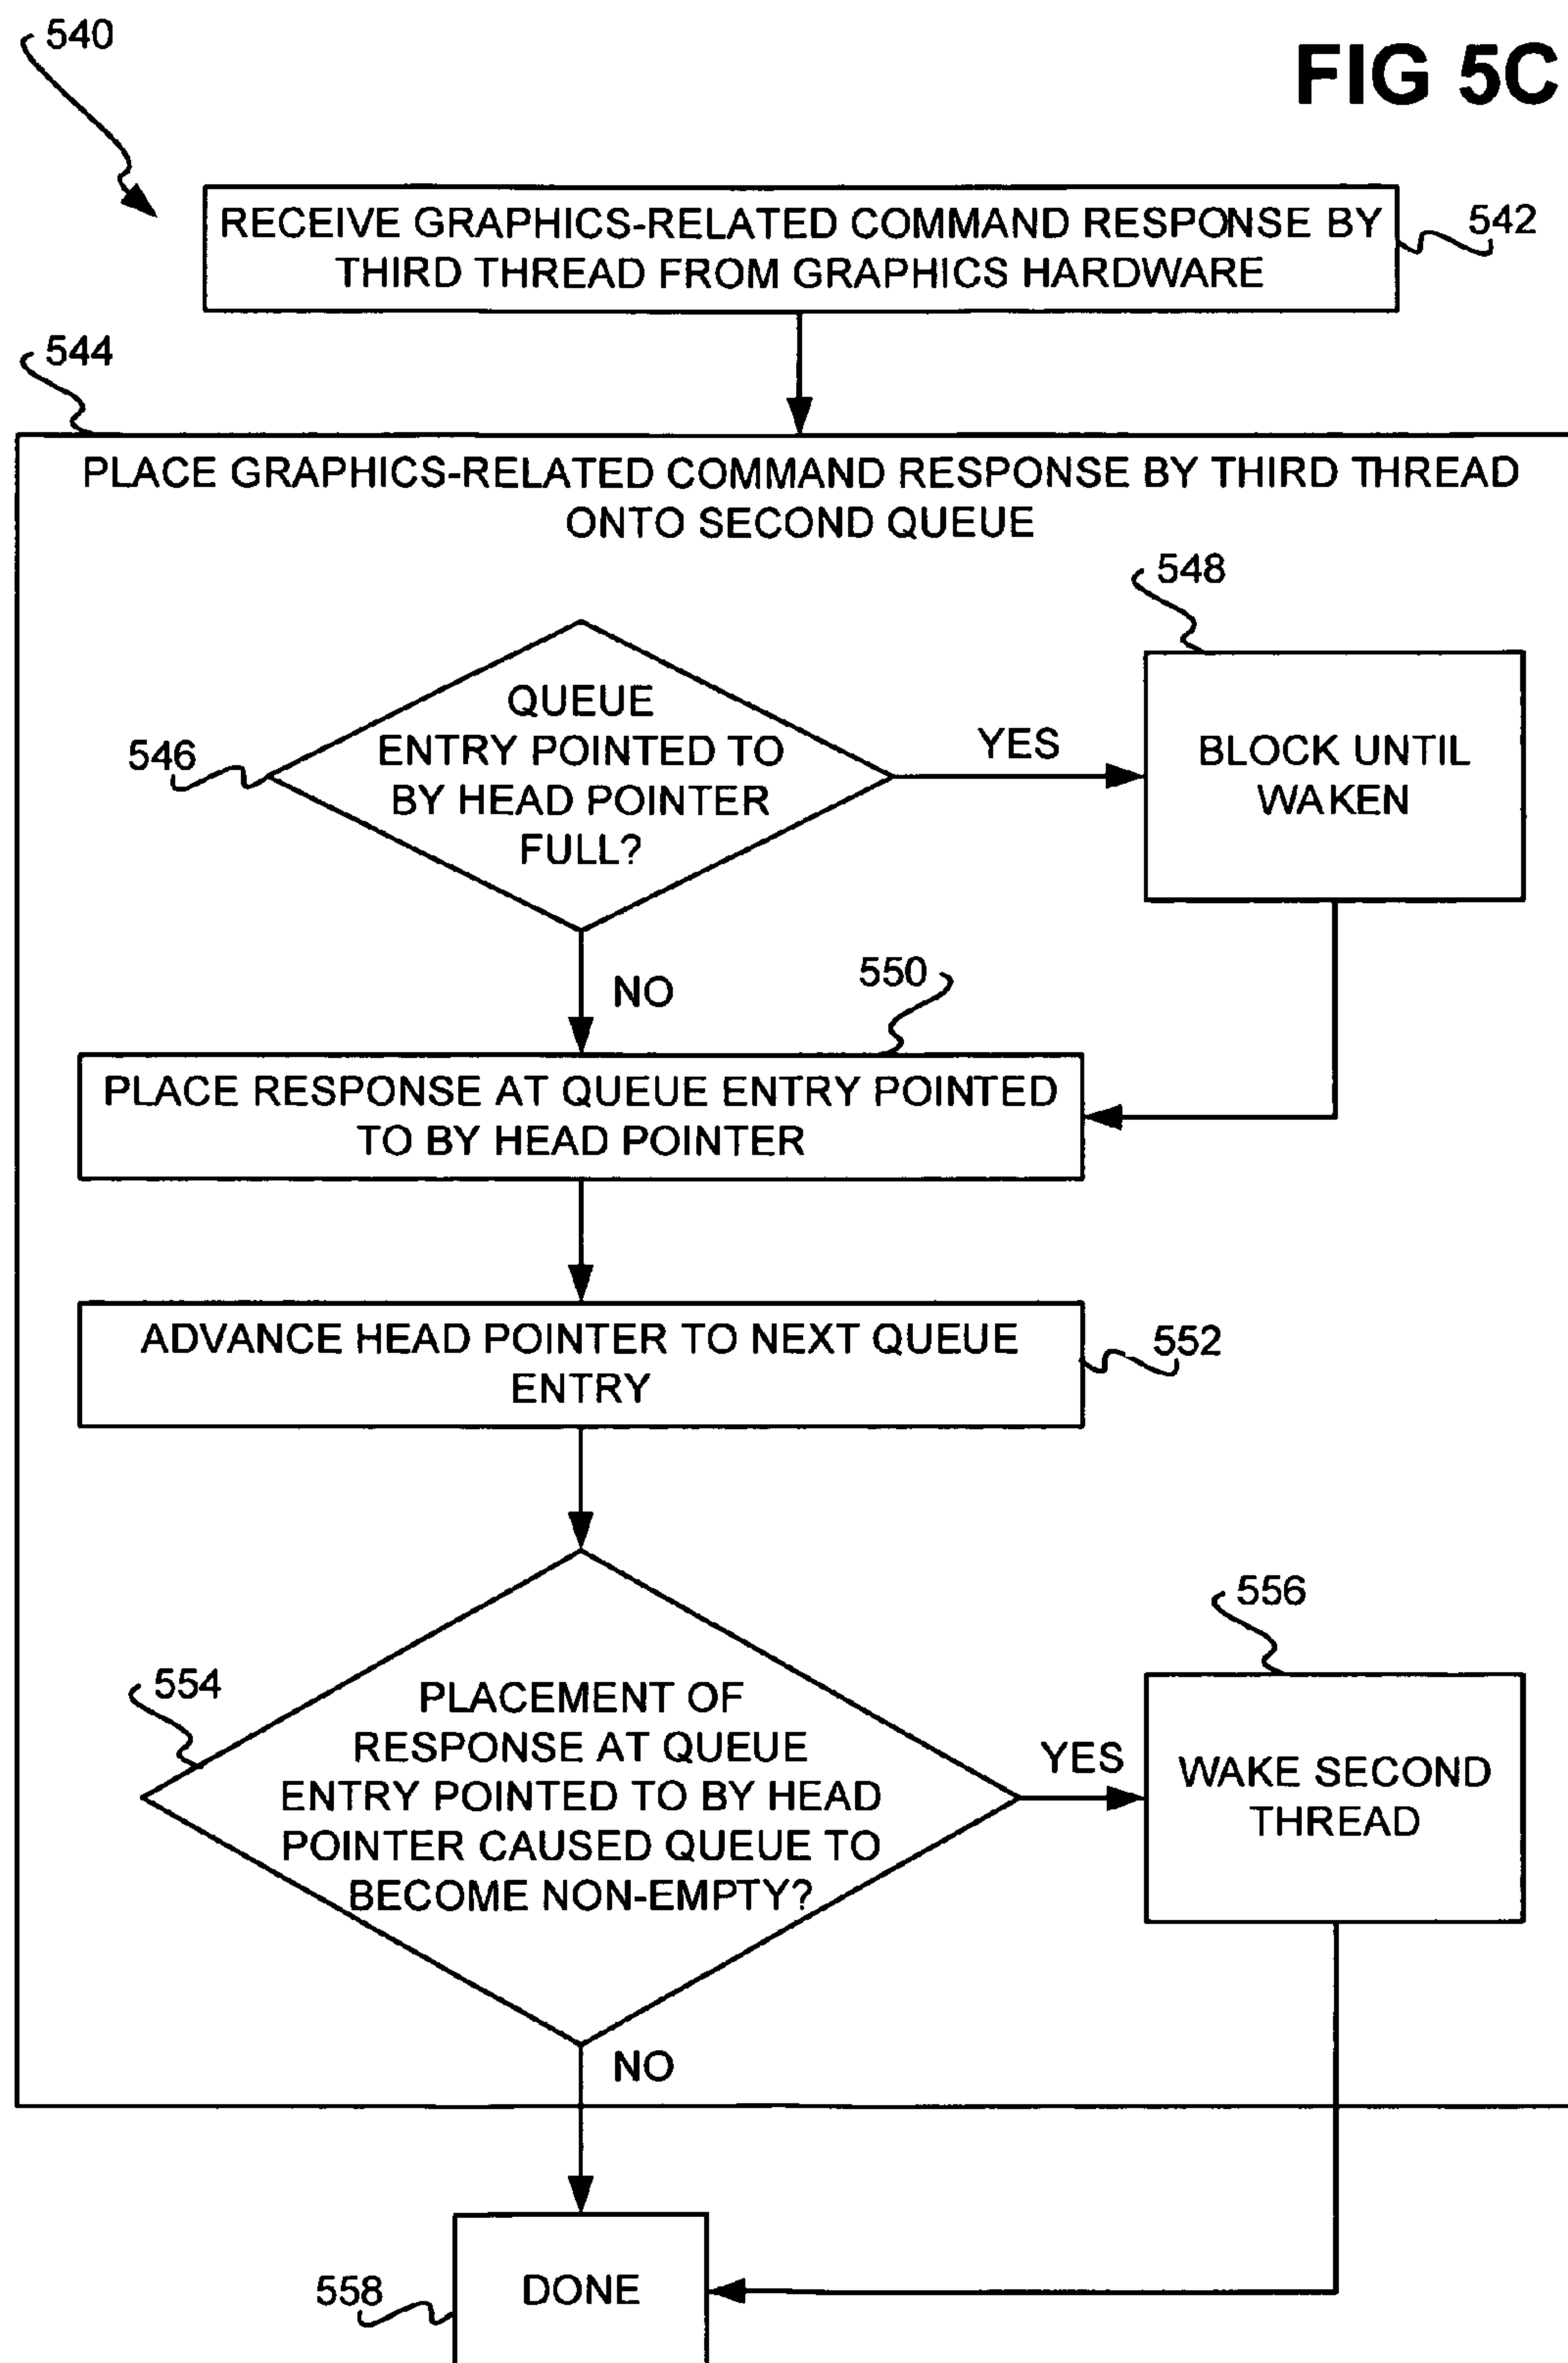 540
FIG 5C
RECEIVE GRAPHICS-RELATED COMMAND RESPONSE BY
THIRD THREAD FROM GRAPHICS HARDWARE
542
544
PLACE GRAPHICS-RELATED COMMAND RESPONSE BY THIRD THREAD
ONTO SECOND QUEUE
548
QUEUE
ENTRY POINTED TO
BY HEAD POINTER
FULL?
546
YES
BLOCK UNTIL
WAKEN
NO
550
PLACE RESPONSE AT QUEUE ENTRY POINTED
TO BY HEAD POINTER
ADVANCE HEAD POINTER TO NEXT QUEUE
ENTRY
552
556
554
PLACEMENT OF
RESPONSE AT QUEUE
ENTRY POINTED TO BY HEAD
POINTER CAUSED QUEUE TO
BECOME NON-EMPTY?
YES
WAKE SECOND
THREAD
NO
DONE
558